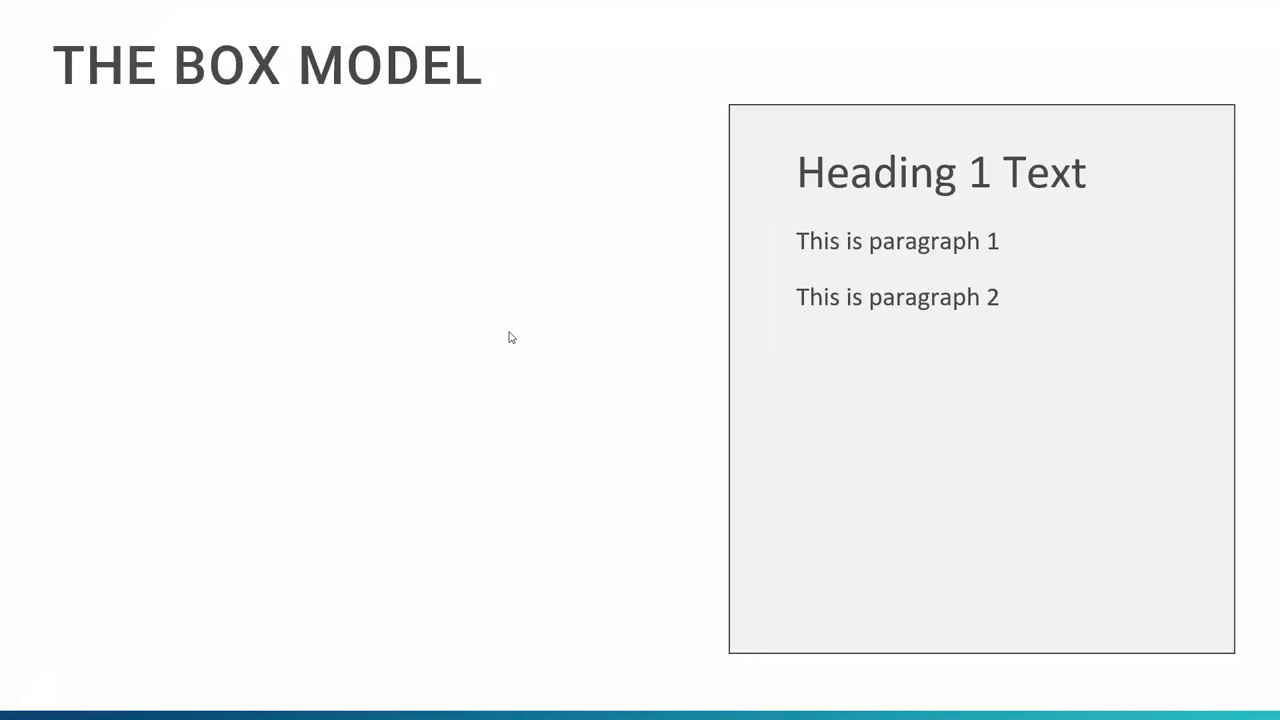 THE BOX MODEL
Heading 1 Text
This is paragraph 1
This is paragraph 2